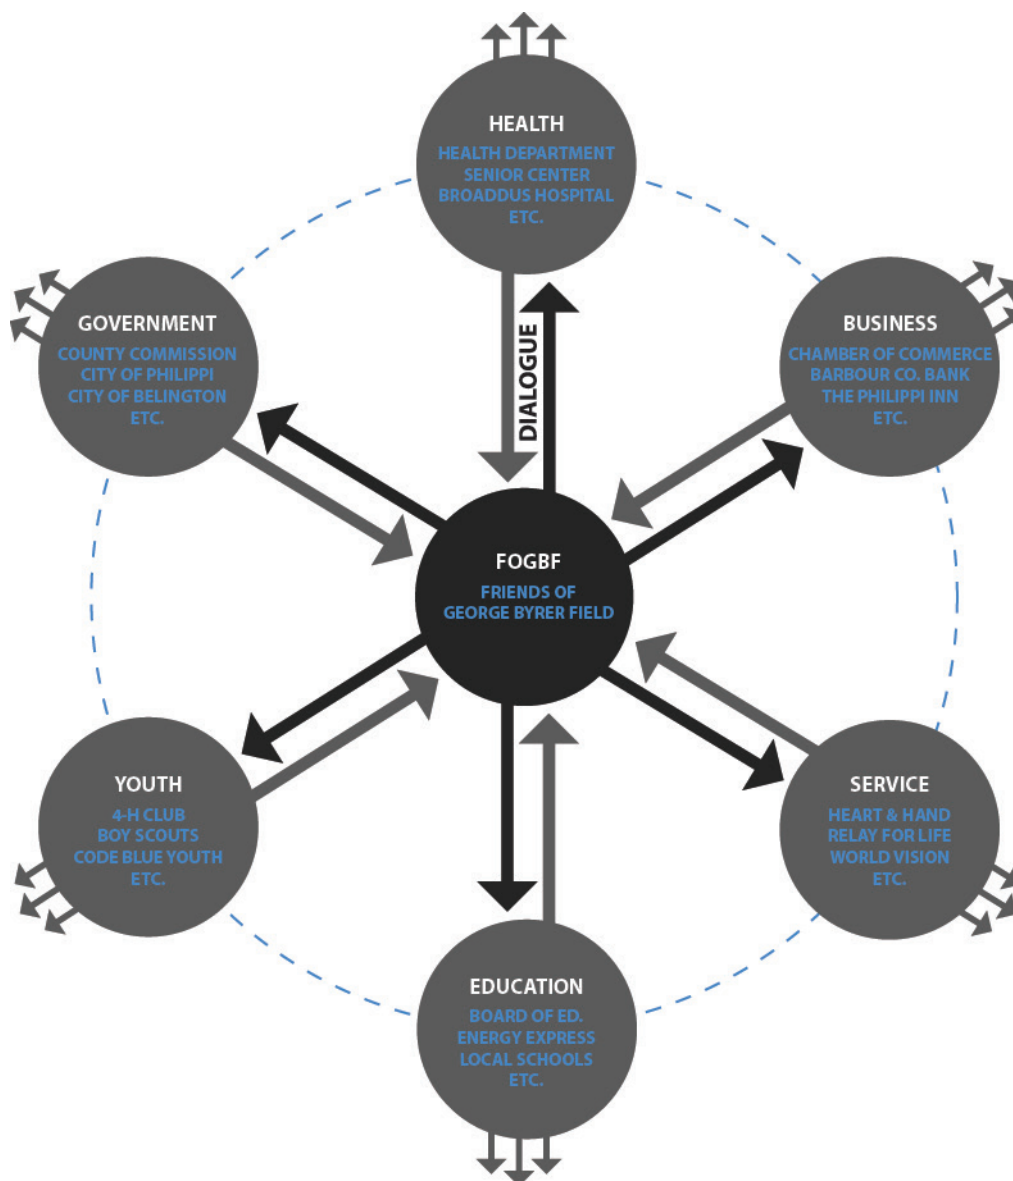 HEALTH
HEALTH DEPARTMENT
SENIOR CENTER
BROADDUS HOSPITAL
ETC.
GOVERNMENT
COUNTY COMMISSION
CITY OF PHILIPPI
CITY OF BELINGTON
ETC.
BUSINESS
CHAMBER OF COMMERCE
BARBOUR CO. BANK
THE PHILIPPI INN
ETC.
DIALOGUE
FOGBF
FRIENDS OF
GEORGE BYRER FIELD
YOUTH
4-H CLUB
BOY SCOUTS
CODE BLUE YOUTH
ETC.
SERVICE
HEART & HAND
RELAY FOR LIFE
WORLD VISION
ETC.
EDUCATION
BOARD OF ED.
ENERGY EXPRESS
LOCAL SCHOOLS
ETC.